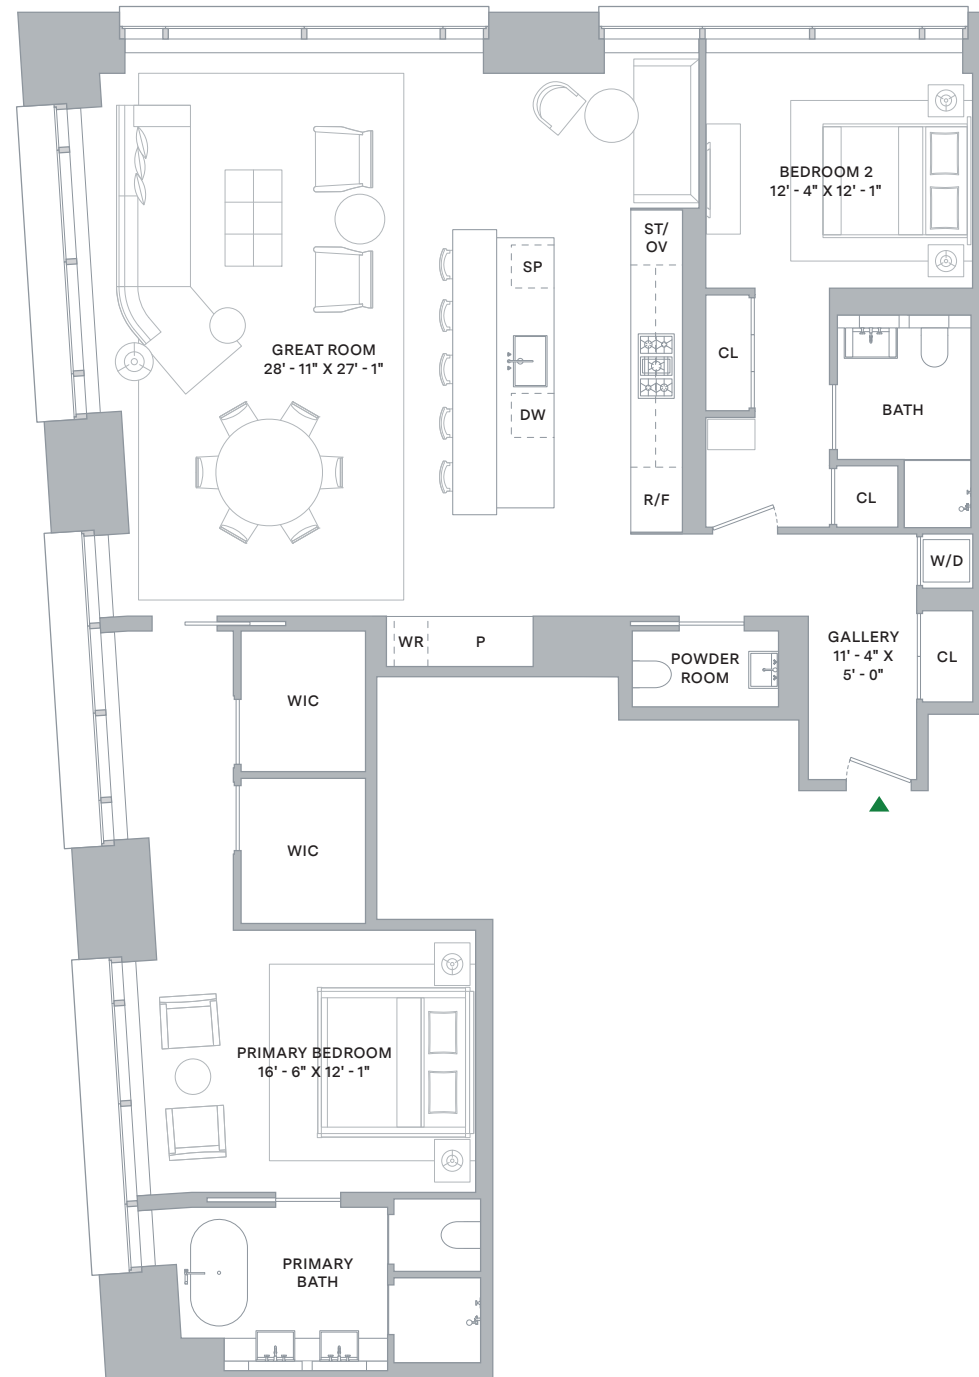 BEDROOM 2
12' - 4" X 12' - 1"
ST/
OV
SP
GREAT ROOM
28' - 11" X 27' - 1"
CL
DW
BATH
R/F
CL
W/D
WR
P
POWDER
ROOM
GALLERY
11' - 4" X
5' - 0"
CL
WIC
WIC
PRIMARY BEDROOM
16' - 6" X 12' - 1"
PRIMARY
BATH